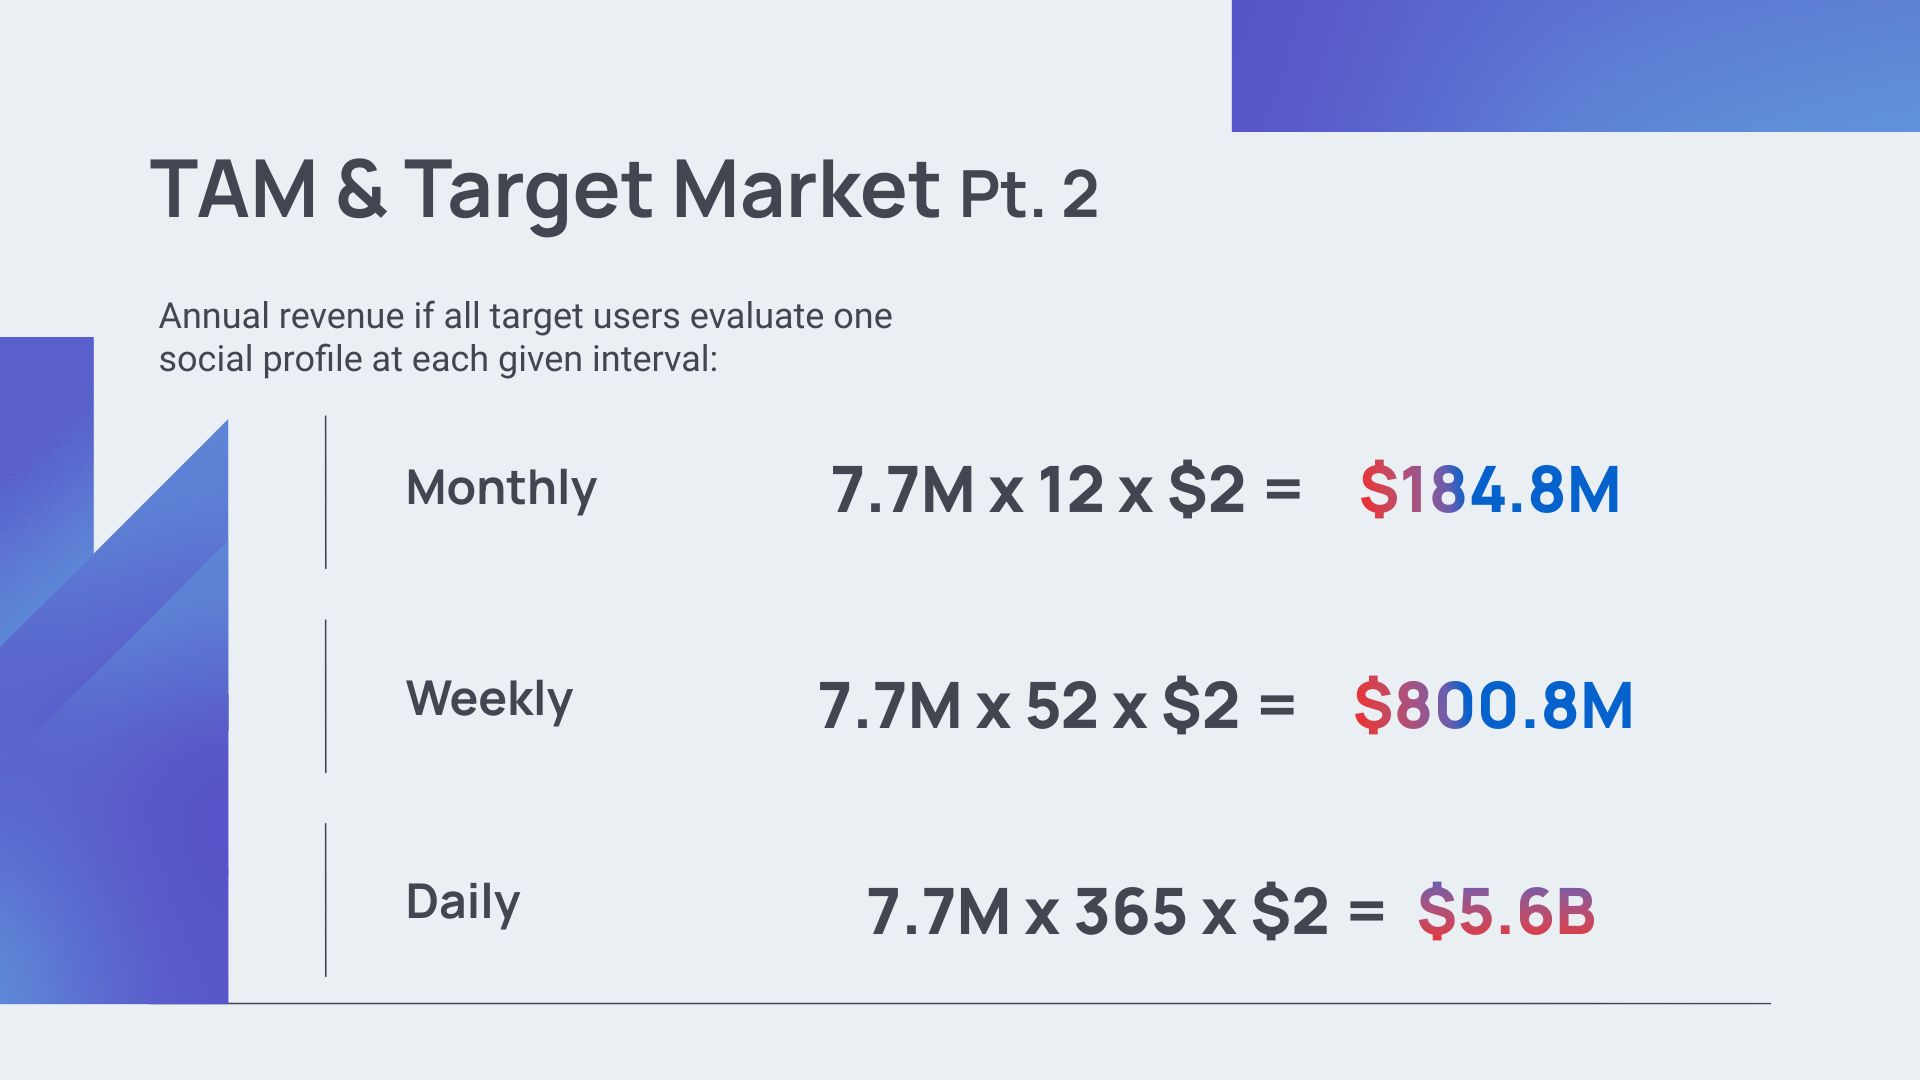 TAM & Target Market Pt. 2
Annual revenue if all target users evaluate one
social profile at each given interval:
Monthly 7.7M x 12 x $2 = $184.8M
Weekly 7.7M x 52 x $2 = $800.8M
Daily 7.7M x 365 x $2 = $5.6B